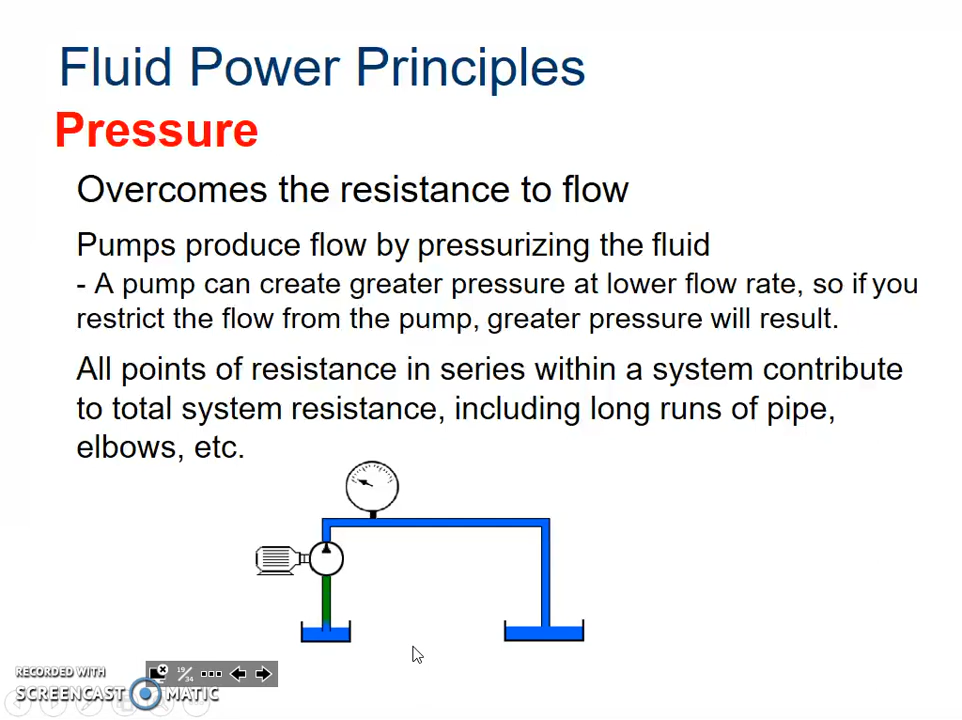 Fluid Power Principles
Pressure
Overcomes the resistance to flow
Pumps produce flow by pressurizing the fluid
- A pump can create greater pressure at lower flow rate, so if you
restrict the flow from the pump, greater pressure will result.
All points of resistance in series within a system contribute
to total system resistance, including long runs of pipe,
elbows, etc.
RECORDED WITH
SCREENCAST MATIC
19/34